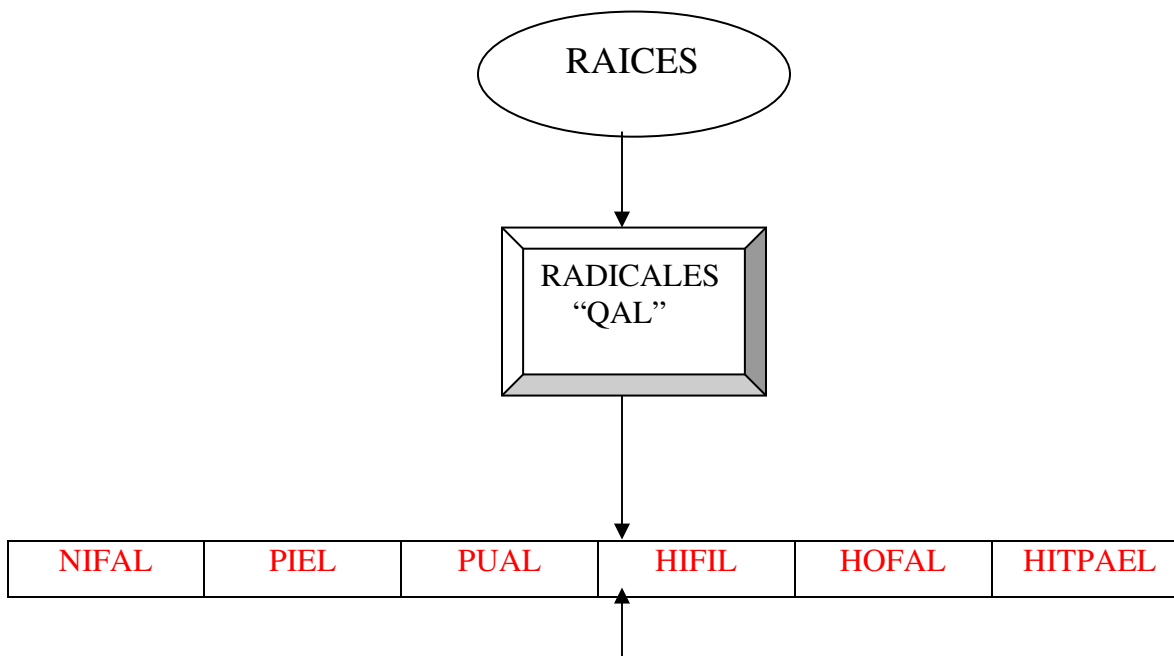 RAICES
RADICALES
“QAL”
NIFAL PIEL PUAL HIFIL HOFAL HITPAEL